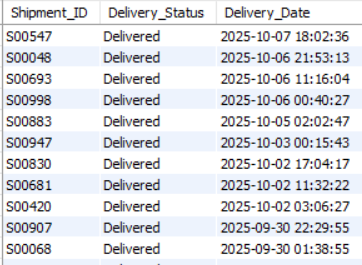 Shipment_ID Delivery_Status Delivery_Date
S00547 Delivered 2025-10-07 18:02:36
S00048 Delivered 2025-10-06 21:53:13
S00693 Delivered 2025-10-06 11:16:04
S00998 Delivered 2025-10-06 00:40:27
S00883 Delivered 2025-10-05 02:02:47
S00947 Delivered 2025-10-03 00:15:43
S00830 Delivered 2025-10-02 17:04:17
S00681 Delivered 2025-10-02 11:32:22
S00420 Delivered 2025-10-02 03:06:27
S00907 Delivered 2025-09-30 22:29:55
S00068 Delivered 2025-09-30 01:38:55